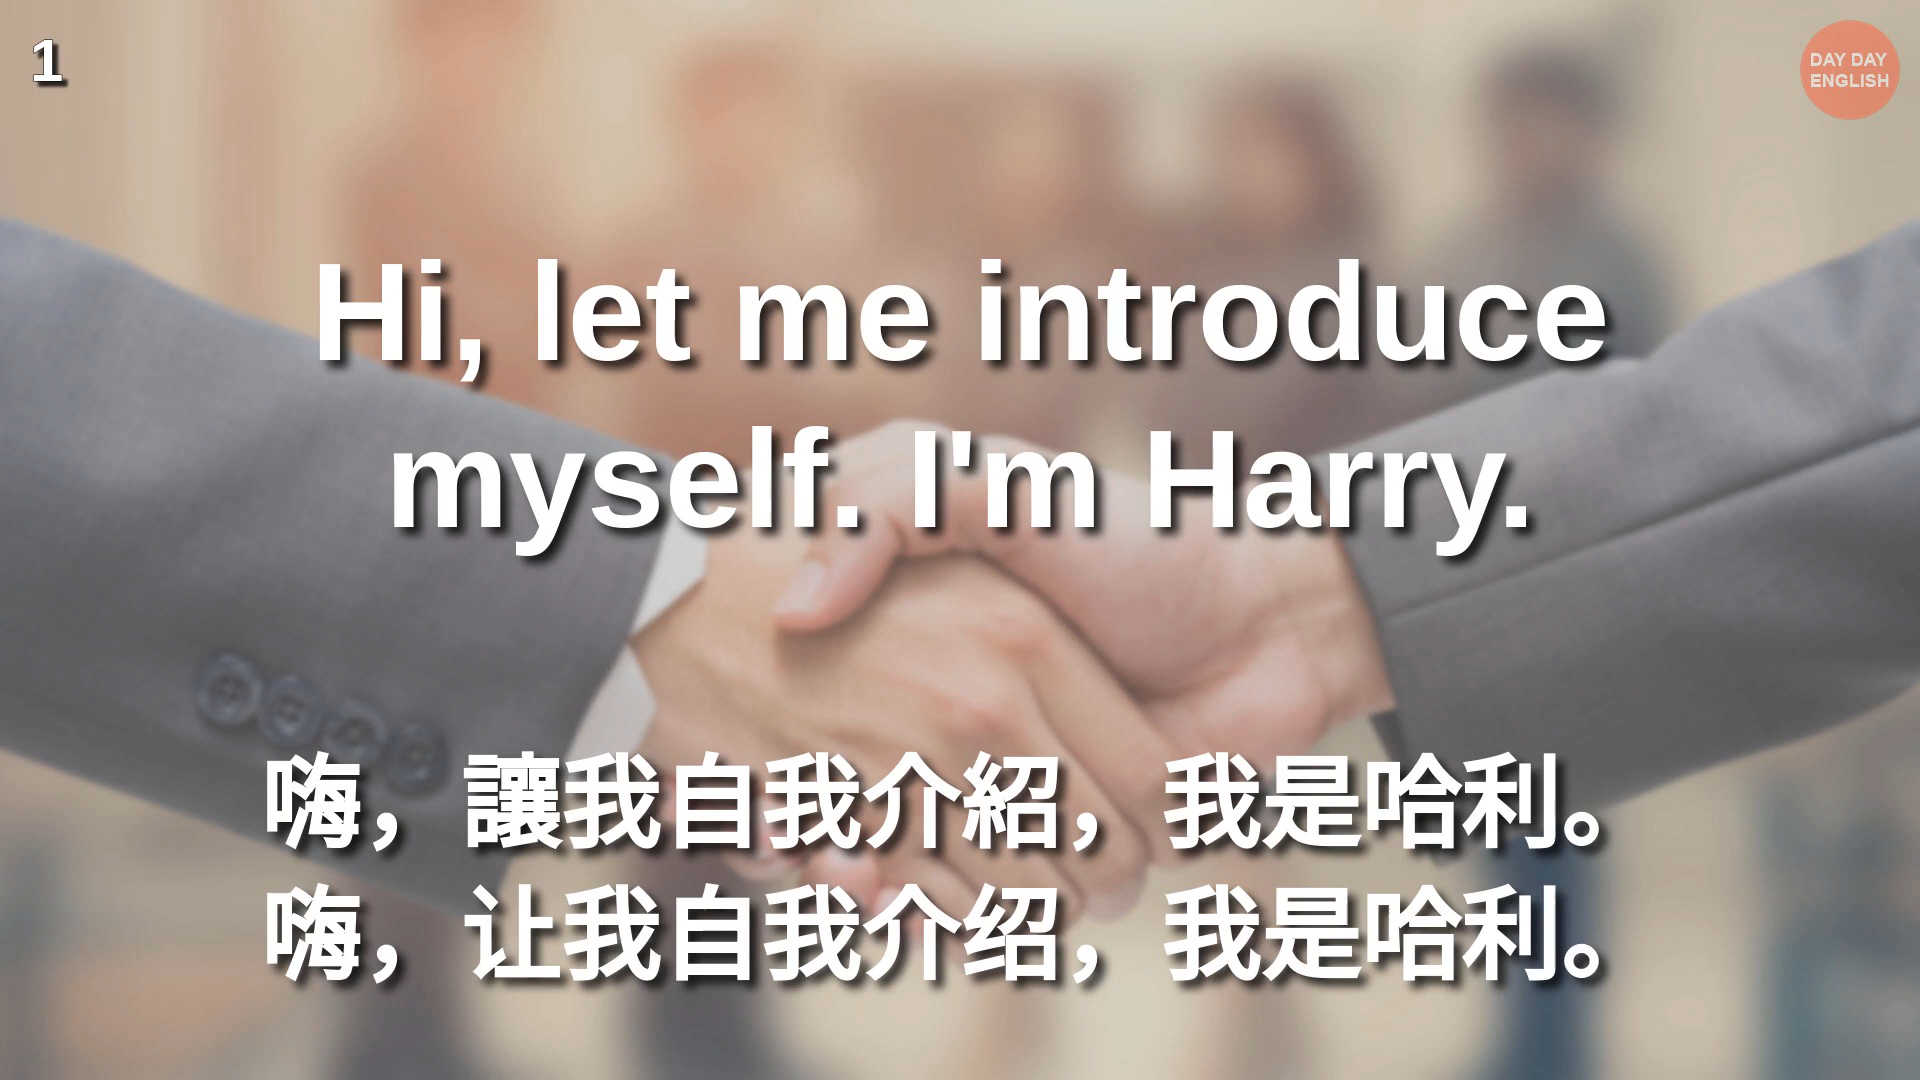 1
DAY DAY
ENGLISH
Hi, let me introduce
myself. I'm Harry.
嗨，讓我自我介紹，我是哈利。
嗨，让我自我介绍，我是哈利。